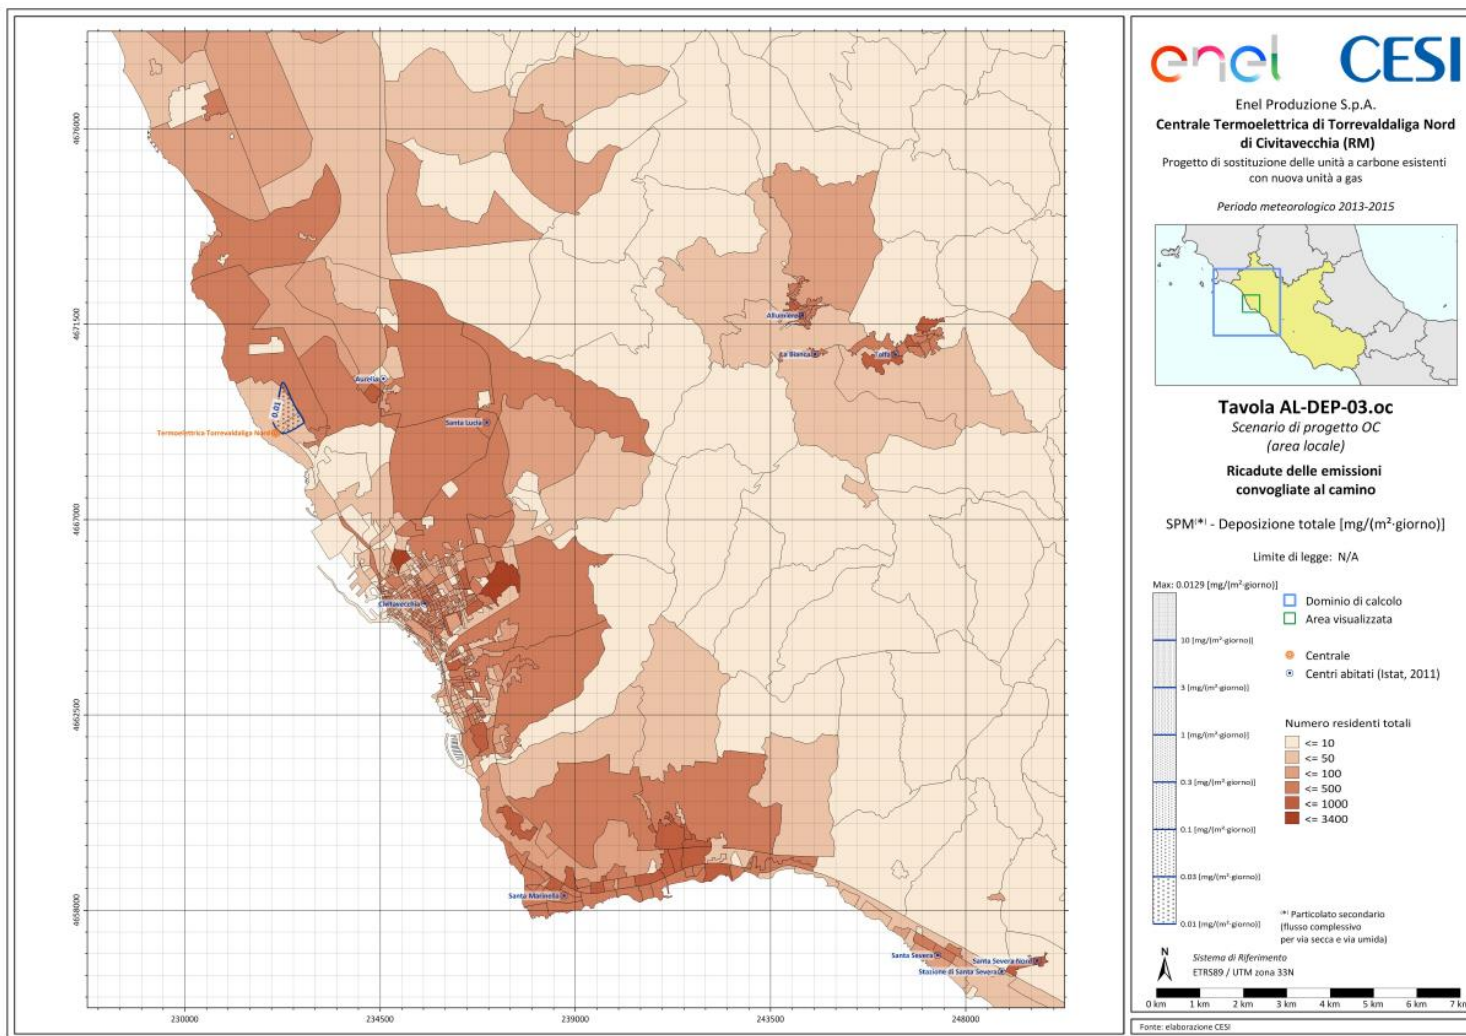 4676000
4671500
4667000
4662500
4658000
230000
234500
239000
243500
248000
Allumiere
La Bianca
Tolfa
Aurelia
Santa Lucia
0.01
Termoelettrica Torrevaldaliga Nord
Civitavecchia
Santa Marinella
Santa Severa
Santa Severa Nord
Stazione di Santa Severa
enel
CESI
Enel Produzione S.p.A.
Centrale Termoelettrica di Torrevaldaliga Nord
di Civitavecchia (RM)
Progetto di sostituzione delle unità a carbone esistenti
con nuova unità a gas
Periodo meteorologico 2013-2015
Tavola AL-DEP-03.oc
Scenario di progetto OC
(area locale)
Ricadute delle emissioni
convogliate al camino
SPM(*) - Deposizione totale [mg/(m²·giorno)]
Limite di legge: N/A
Max: 0.0129 [mg/(m²·giorno)]
10 [mg/(m²·giorno)]
3 [mg/(m²·giorno)]
1 [mg/(m²·giorno)]
0.3 [mg/(m²·giorno)]
0.1 [mg/(m²·giorno)]
0.03 [mg/(m²·giorno)]
0.01 [mg/(m²·giorno)]
Dominio di calcolo
Area visualizzata
Centrale
Centri abitati (Istat, 2011)
Numero residenti totali
<= 10
<= 50
<= 100
<= 500
<= 1000
<= 3400
(*) Particolato secondario
(flusso complessivo
per via secca e via umida)
N
Sistema di Riferimento
ETRS89 / UTM zona 33N
0 km 1 km 2 km 3 km 4 km 5 km 6 km 7 km
Fonte: elaborazione CESI